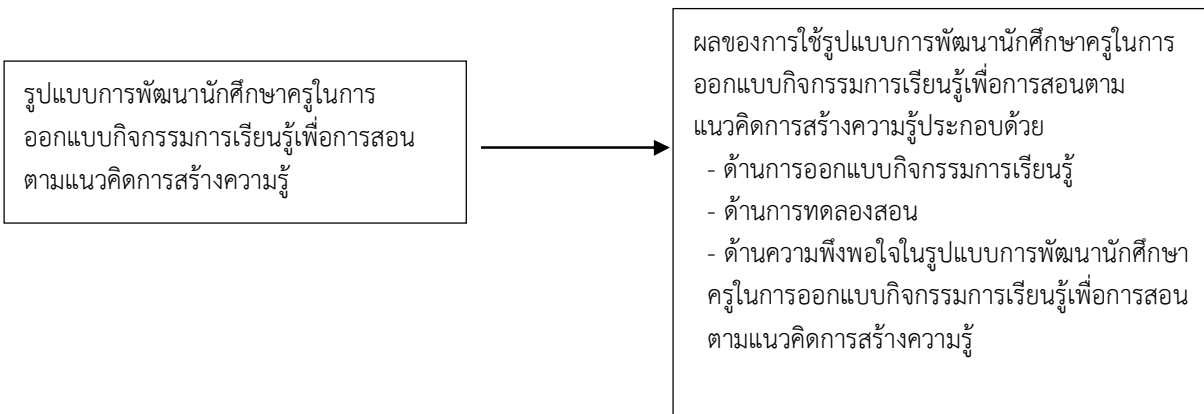 รูปแบบการพัฒนานักศึกษาครูในการ
ออกแบบกิจกรรมการเรียนรู้เพื่อการสอน
ตามแนวคิดการสร้างความรู้
ผลของการใช้รูปแบบการพัฒนานักศึกษาครูในการ
ออกแบบกิจกรรมการเรียนรู้เพื่อการสอนตาม
แนวคิดการสร้างความรู้ประกอบด้วย
- ด้านการออกแบบกิจกรรมการเรียนรู้
- ด้านการทดลองสอน
- ด้านความพึงพอใจในรูปแบบการพัฒนานักศึกษา
ครูในการออกแบบกิจกรรมการเรียนรู้เพื่อการสอน
ตามแนวคิดการสร้างความรู้